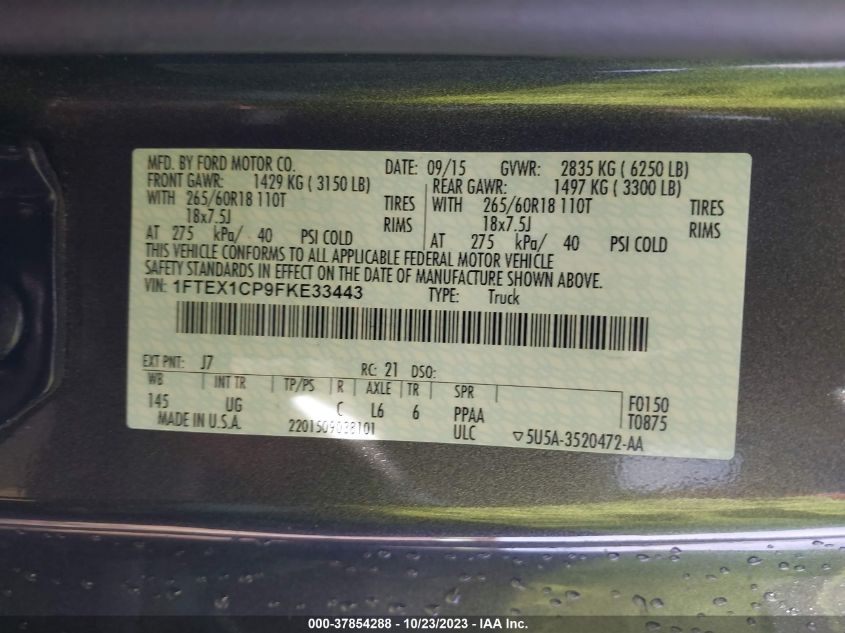 MFD. BY FORD MOTOR CO. DATE: 09/15 GVWR: 2835 KG ( 6250 LB)
FRONT GAWR: 1429 KG ( 3150 LB) REAR GAWR: 1497 KG ( 3300 LB)
WITH 265/60R18 110T TIRES WITH 265/60R18 110T TIRES
18x7.5J RIMS 18x7.5J RIMS
AT 275 kPa/ 40 PSI COLD AT 275 kPa/ 40 PSI COLD
THIS VEHICLE CONFORMS TO ALL APPLICABLE FEDERAL MOTOR VEHICLE
SAFETY STANDARDS IN EFFECT ON THE DATE OF MANUFACTURE SHOWN ABOVE.
VIN: 1FTEX1CP9FKE33443 TYPE: Truck
EXT PNT: J7 RC: 21 DSO:
WB INT TR TP/PS R AXLE TR SPR
145 UG C L6 6 PPAA F0150
T0875
MADE IN U.S.A. 2201509038101 ULC ▽5U5A-3520472-AA
000-37854288 - 10/23/2023 - IAA Inc.